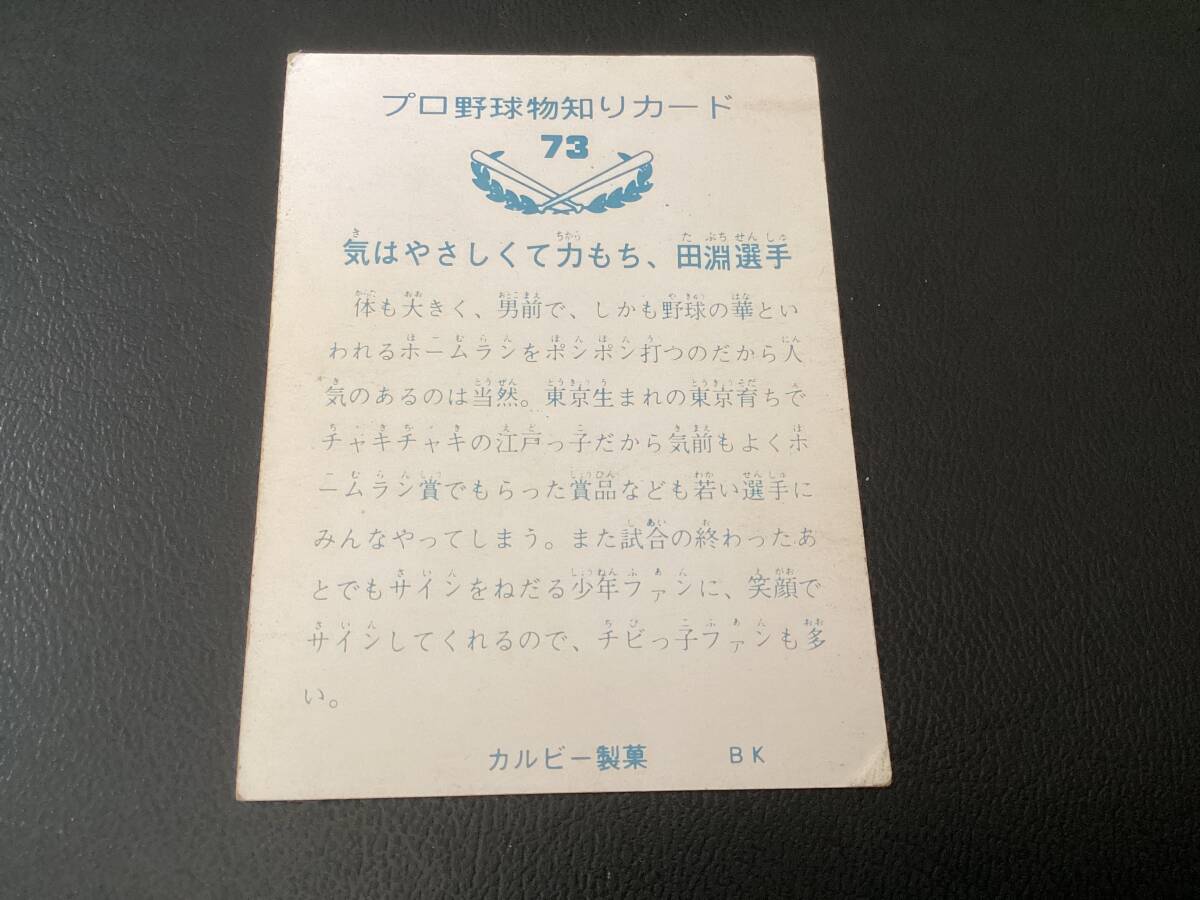 プロ野球物知りカード
73
気はやさしくて力もち、田淵選手
体も大きく、男前で、しかも野球の華とい
われるホームランをポンポン打つのだから人
気のあるのは当然。東京生まれの東京育ちで
チャキチャキの江戸っ子だから気前もよくホ
ームラン賞でもらった賞品なども若い選手に
みんなやってしまう。また試合の終わったあ
とでもサインをねだる少年ファンに、笑顔で
サインしてくれるので、チビっ子ファンも多
い。
カルビー製菓 BK